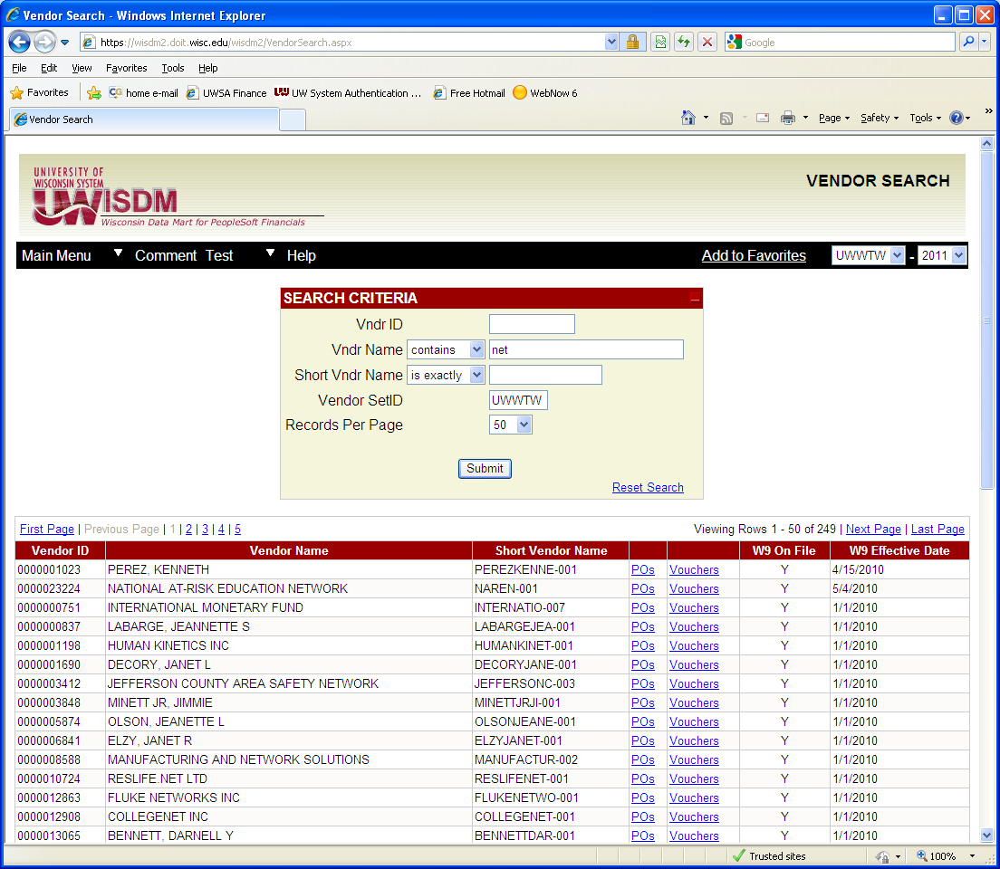 Vendor Search - Windows Internet Explorer
https://wisdm2.doit.wisc.edu/wisdm2/VendorSearch.aspx Google
File Edit View Favorites Tools Help
Favorites home e-mail UWSA Finance UW System Authentication ... Free Hotmail WebNow 6
Vendor Search Page Safety Tools »
UNIVERSITY OF
WISCONSIN SYSTEM
UWISDM
Wisconsin Data Mart for PeopleSoft Financials
VENDOR SEARCH
Main Menu Comment Test Help Add to Favorites UWWTW - 2011
SEARCH CRITERIA
Vndr ID
Vndr Name contains net
Short Vndr Name is exactly
Vendor SetID UWWTW
Records Per Page 50
Submit
Reset Search
First Page | Previous Page | 1 | 2 | 3 | 4 | 5 Viewing Rows 1 - 50 of 249 | Next Page | Last Page
Vendor ID Vendor Name Short Vendor Name W9 On File W9 Effective Date
0000001023 PEREZ, KENNETH PEREZKENNE-001 POs Vouchers Y 4/15/2010
0000023224 NATIONAL AT-RISK EDUCATION NETWORK NAREN-001 POs Vouchers Y 5/4/2010
0000000751 INTERNATIONAL MONETARY FUND INTERNATIO-007 POs Vouchers Y 1/1/2010
0000000837 LABARGE, JEANNETTE S LABARGEJEA-001 POs Vouchers Y 1/1/2010
0000001198 HUMAN KINETICS INC HUMANKINET-001 POs Vouchers Y 1/1/2010
0000001690 DECORY, JANET L DECORYJANE-001 POs Vouchers Y 1/1/2010
0000003412 JEFFERSON COUNTY AREA SAFETY NETWORK JEFFERSONC-003 POs Vouchers Y 1/1/2010
0000003848 MINETT JR, JIMMIE MINETTJRJI-001 POs Vouchers Y 1/1/2010
0000005874 OLSON, JEANETTE L OLSONJEANE-001 POs Vouchers Y 1/1/2010
0000006841 ELZY, JANET R ELZYJANET-001 POs Vouchers Y 1/1/2010
0000008588 MANUFACTURING AND NETWORK SOLUTIONS MANUFACTUR-002 POs Vouchers Y 1/1/2010
0000010724 RESLIFE.NET LTD RESLIFENET-001 POs Vouchers Y 1/1/2010
0000012863 FLUKE NETWORKS INC FLUKENETWO-001 POs Vouchers Y 1/1/2010
0000012908 COLLEGENET INC COLLEGENET-001 POs Vouchers Y 1/1/2010
0000013065 BENNETT, DARNELL Y BENNETTDAR-001 POs Vouchers Y 1/1/2010
Trusted sites 100%